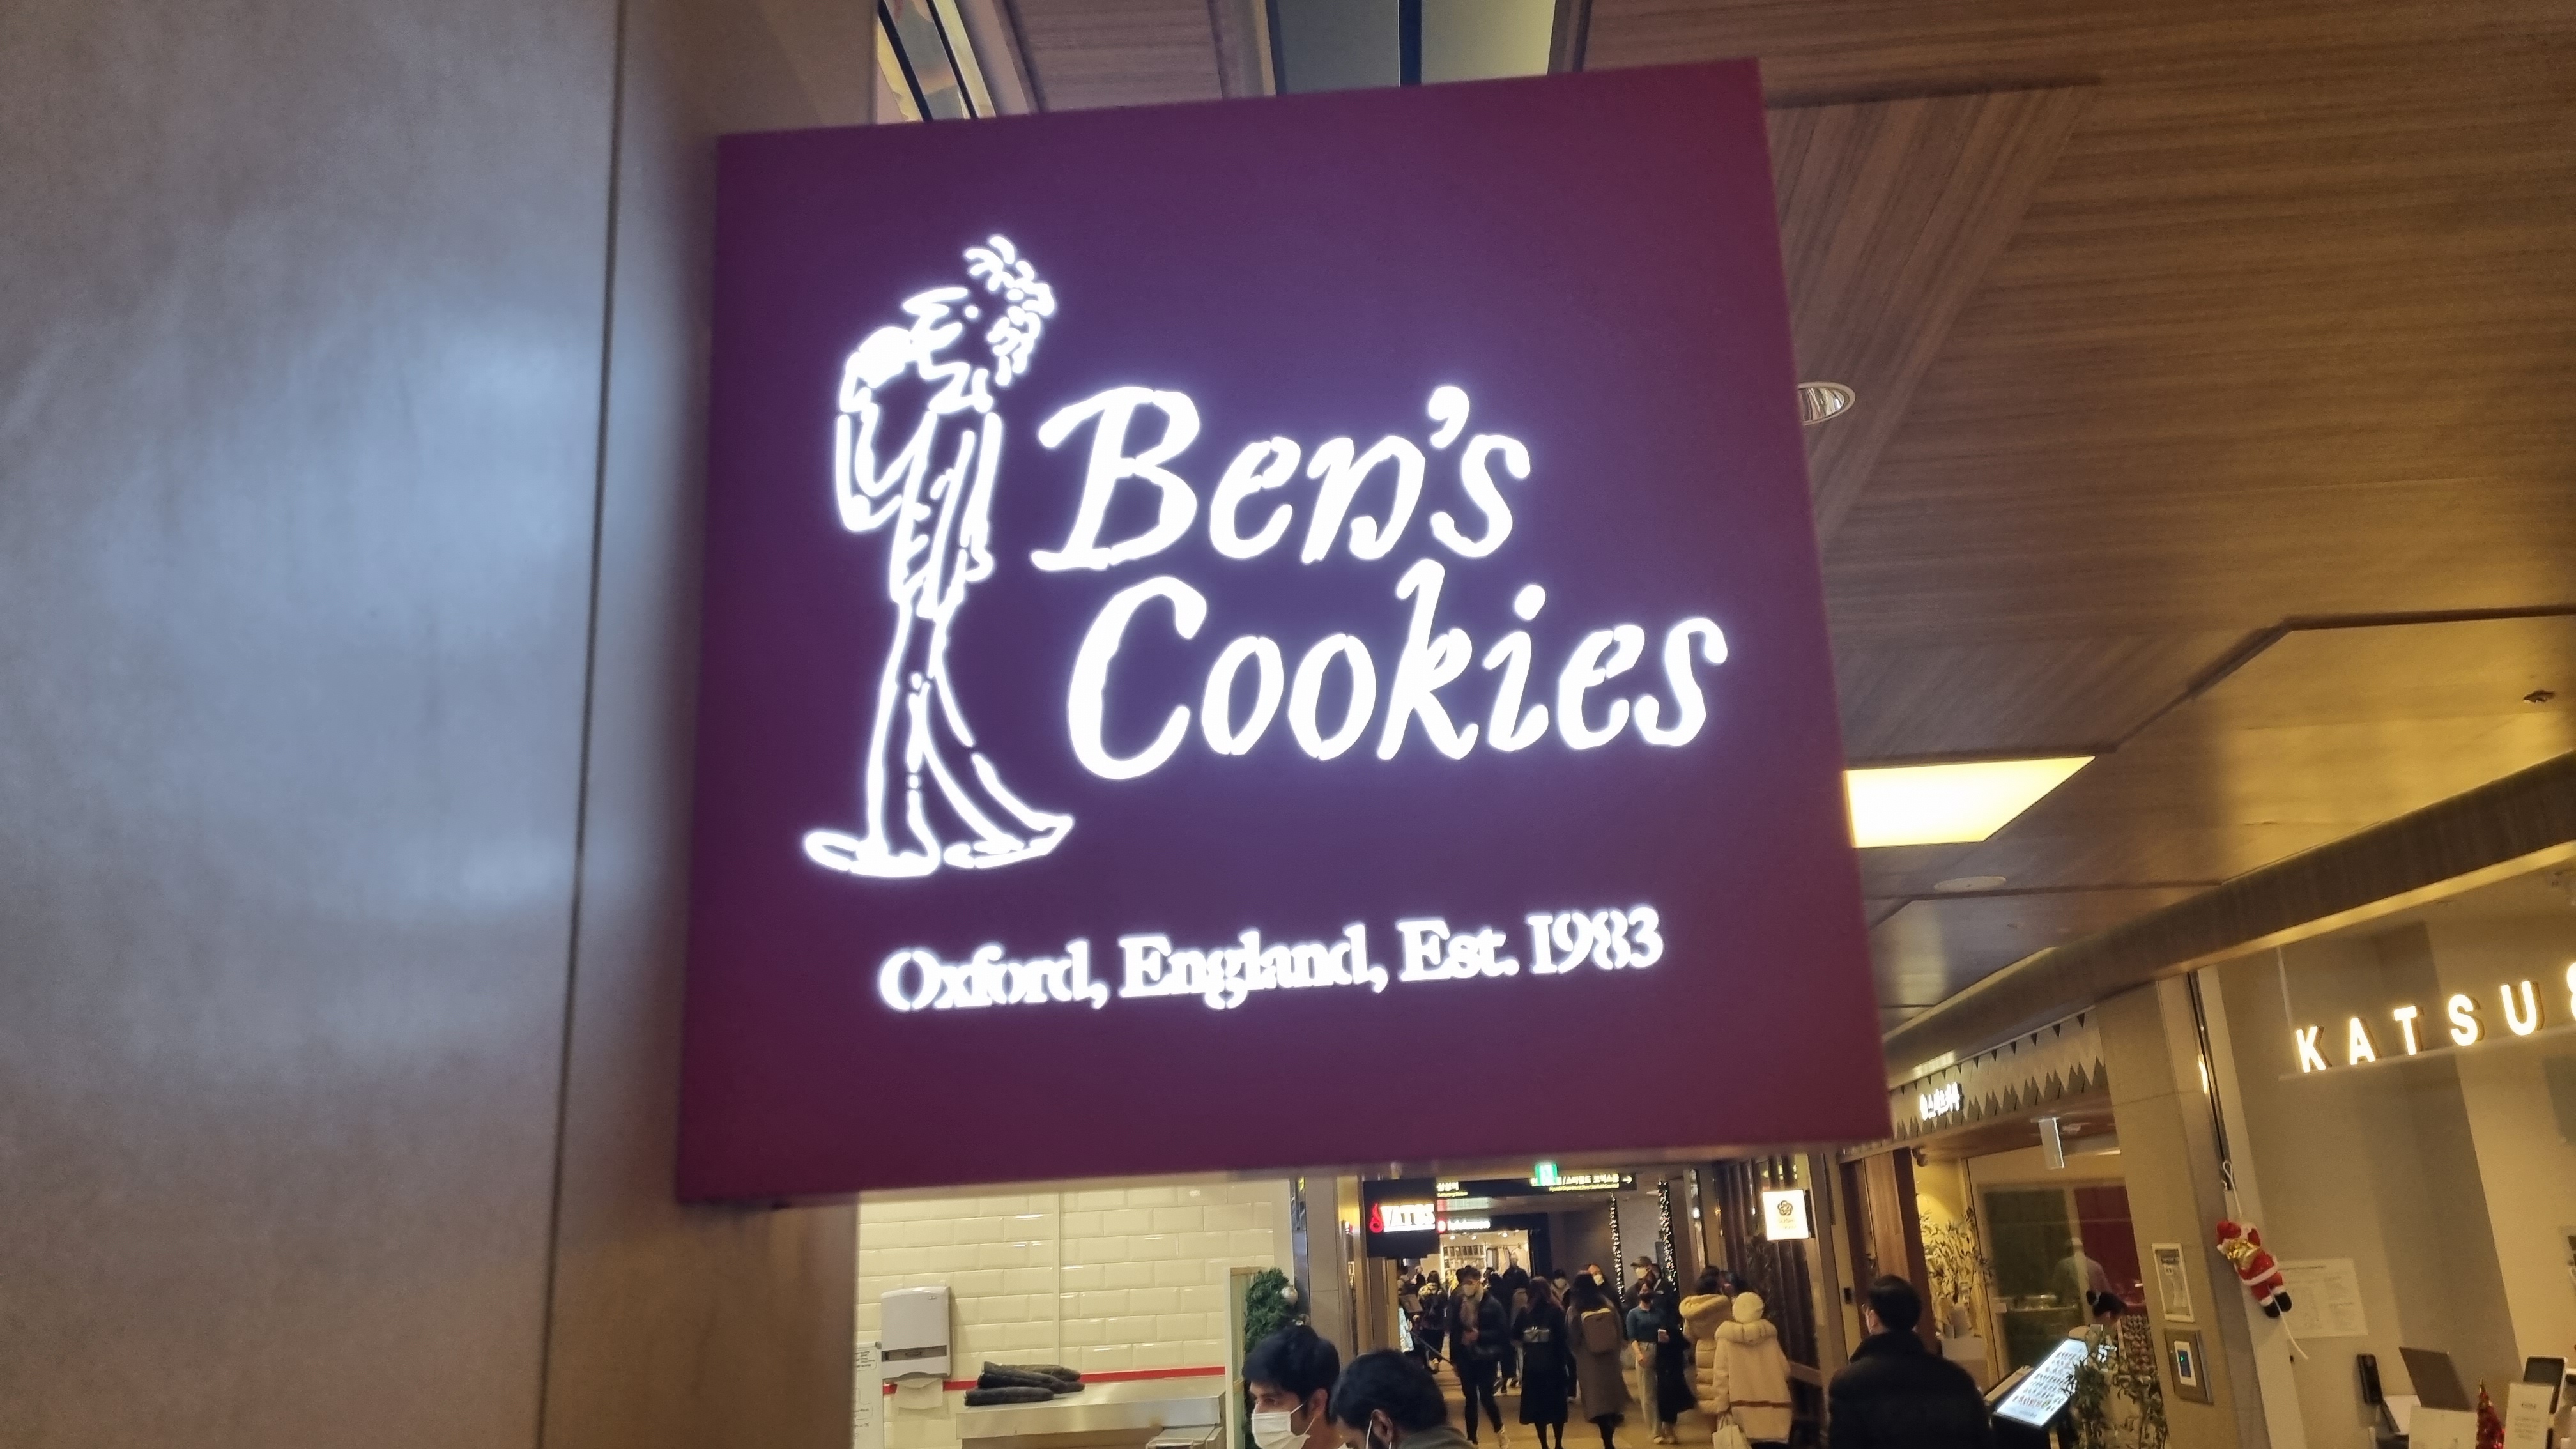 Ben's
Cookies
Oxford, England, Est. 1983
KATSU